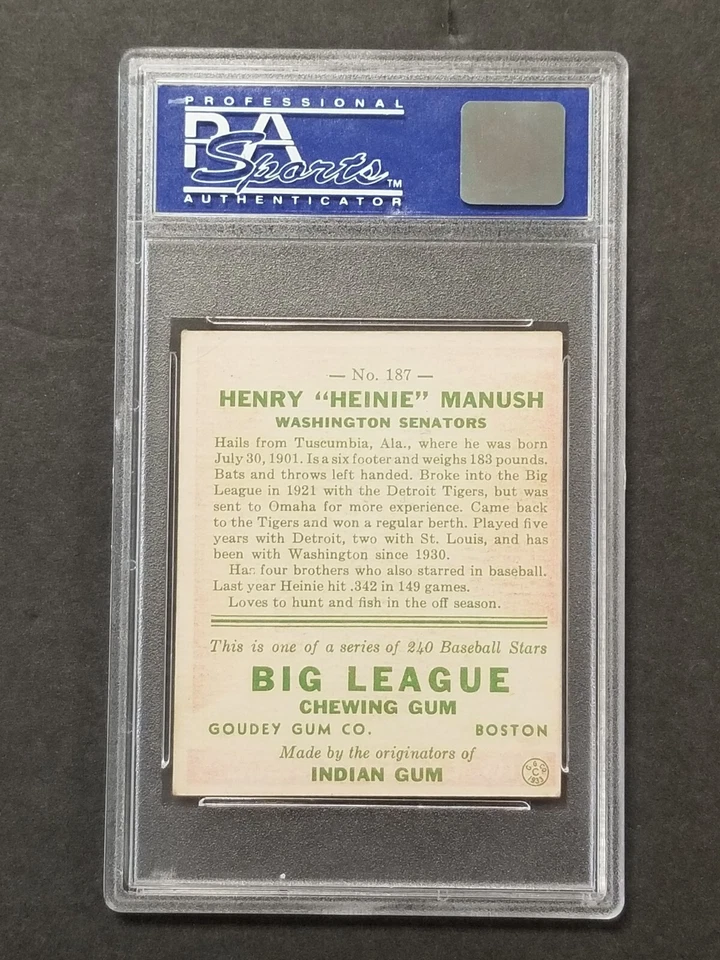 PROFESSIONAL
PSA
Sports™
AUTHENTICATOR
— No. 187 —
HENRY “HEINIE” MANUSH
WASHINGTON SENATORS
Hails from Tuscumbia, Ala., where he was born
July 30, 1901. Is a six footer and weighs 183 pounds.
Bats and throws left handed. Broke into the Big
League in 1921 with the Detroit Tigers, but was
sent to Omaha for more experience. Came back
to the Tigers and won a regular berth. Played five
years with Detroit, two with St. Louis, and has
been with Washington since 1930.
Has four brothers who also starred in baseball.
Last year Heinie hit .342 in 149 games.
Loves to hunt and fish in the off season.
This is one of a series of 240 Baseball Stars
BIG LEAGUE
CHEWING GUM
GOUDEY GUM CO. BOSTON
Made by the originators of
INDIAN GUM
G. G. Co.
C
1933